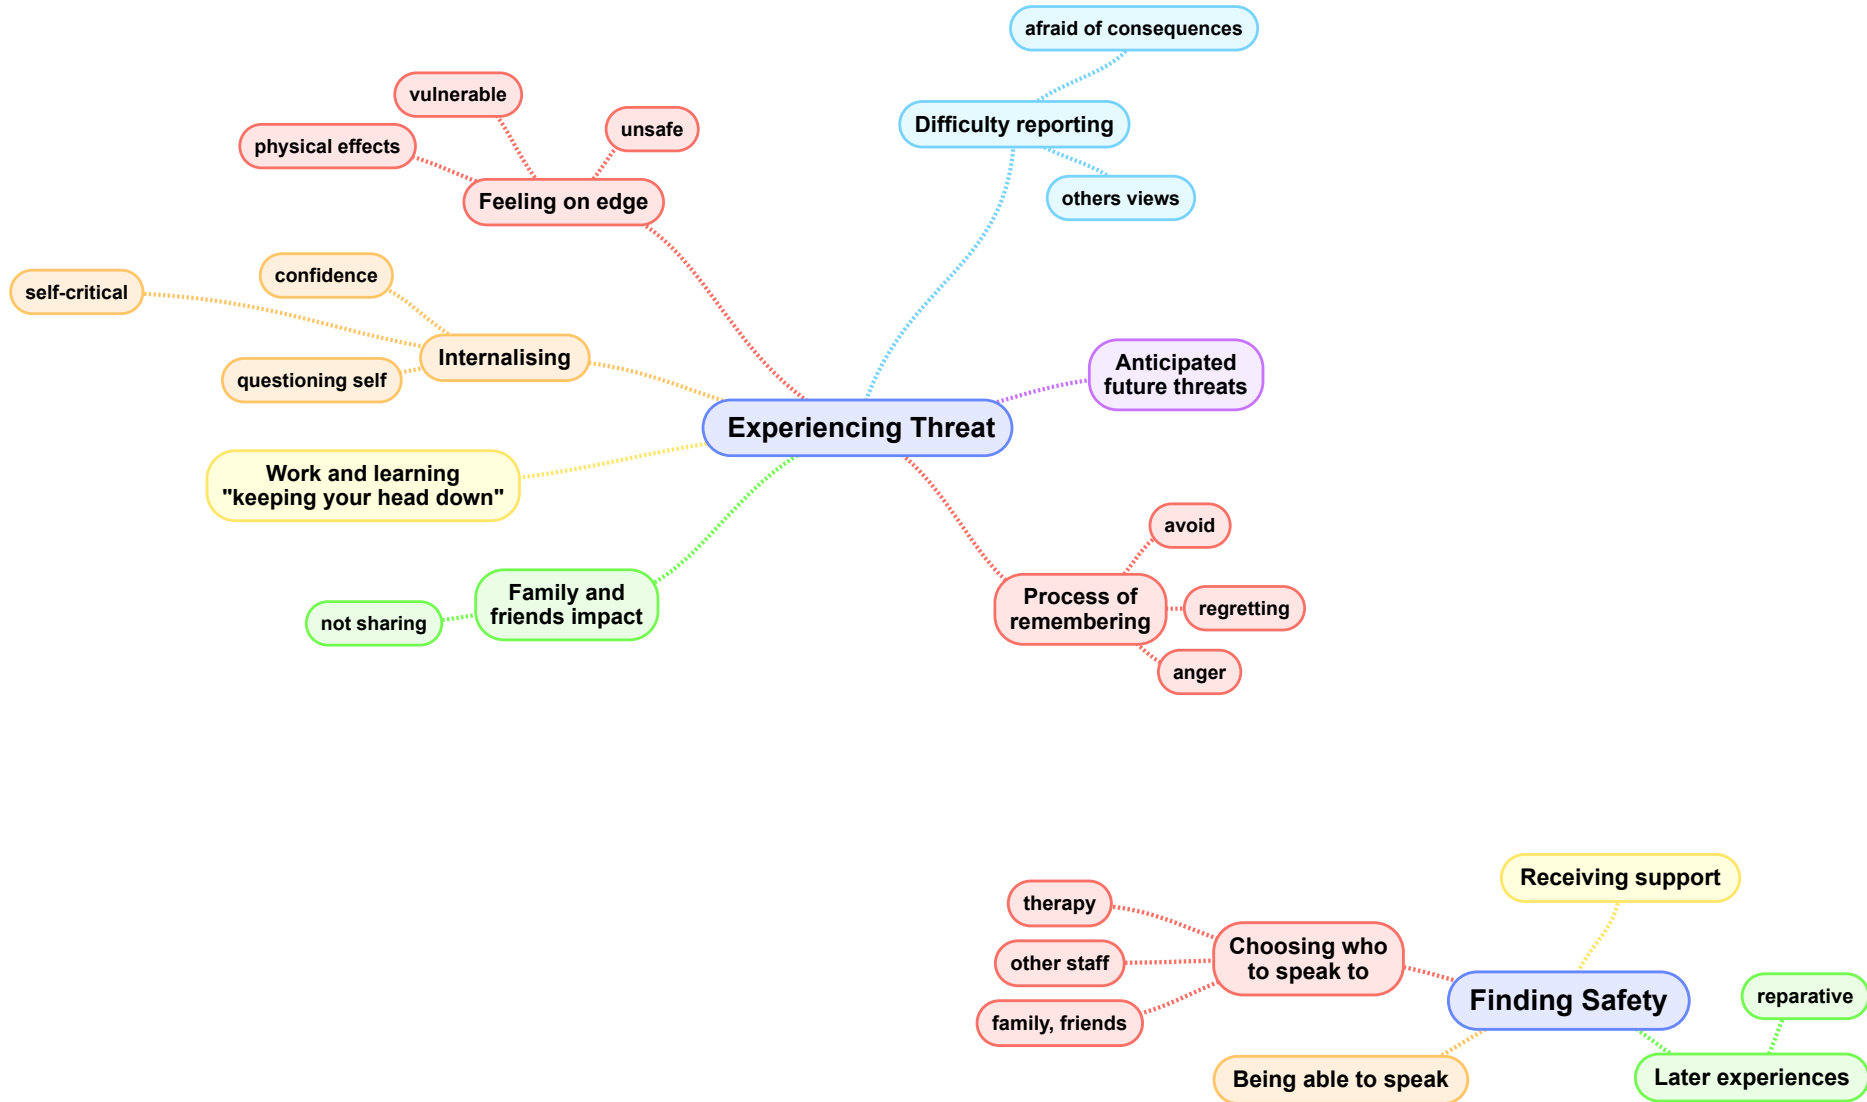 afraid of consequences
vulnerable
unsafe
Difficulty reporting
physical effects
Feeling on edge
others views
confidence
self-critical
Internalising
questioning self
Anticipated
future threats
Experiencing Threat
Work and learning
"keeping your head down"
avoid
Process of
remembering
regretting
anger
Family and
friends impact
not sharing
Receiving support
therapy
Choosing who
to speak to
other staff
family, friends
Finding Safety
reparative
Being able to speak
Later experiences